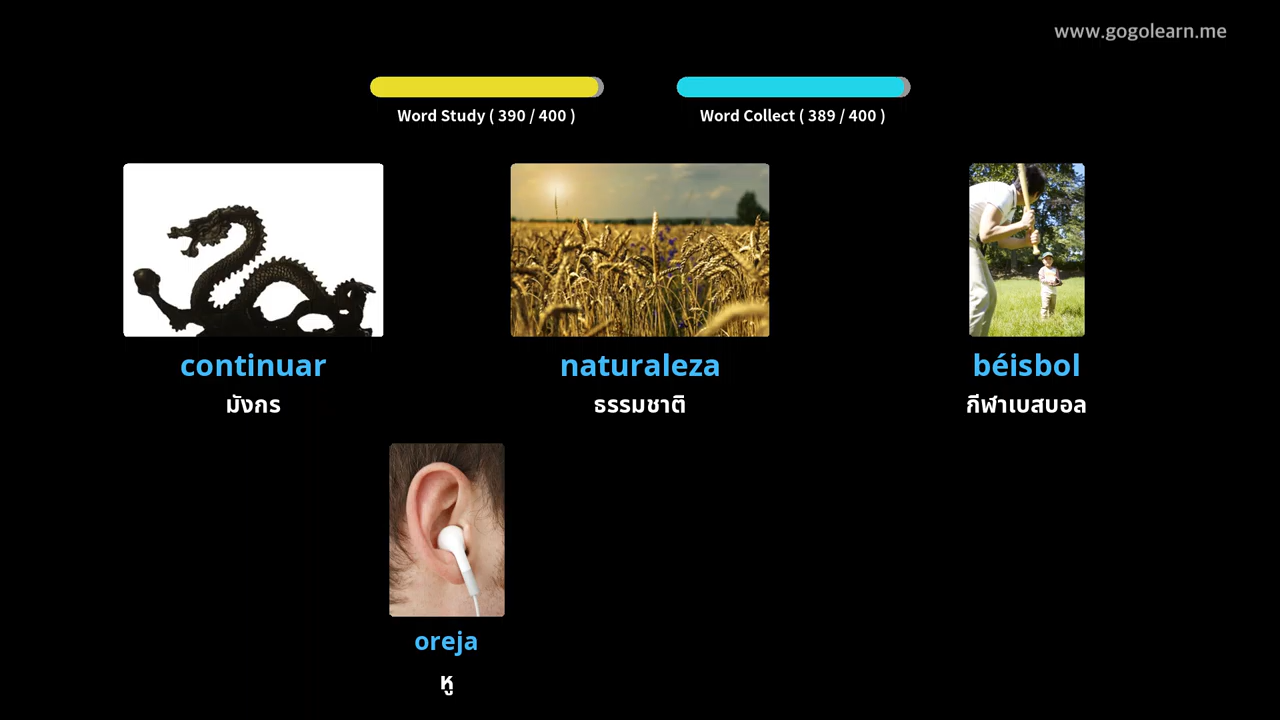 www.gogolearn.me
Word Study ( 390 / 400 )
Word Collect ( 389 / 400 )
continuar
มังกร
naturaleza
ธรรมชาติ
béisbol
กีฬาเบสบอล
oreja
หู